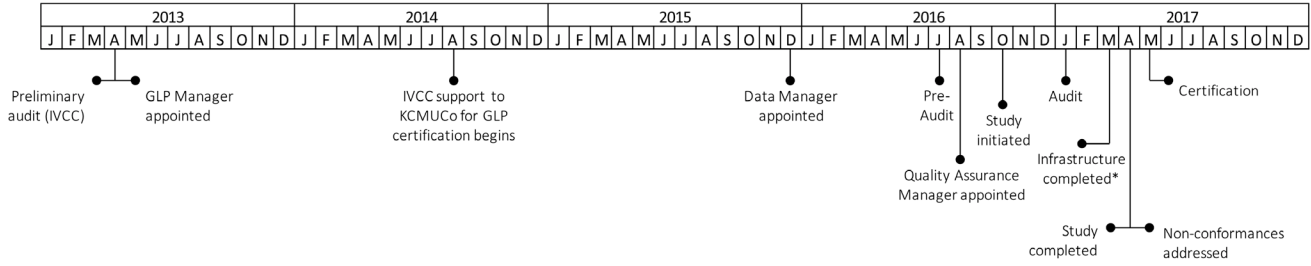 2013 2014 2015 2016 2017
J F M A M J J A S O N D J F M A M J J A S O N D J F M A M J J A S O N D J F M A M J J A S O N D J F M A M J J A S O N D
Preliminary
audit (IVCC)
GLP Manager
appointed
IVCC support to
KCMUCo for GLP
certification begins
Data Manager
appointed
Pre-
Audit
Quality Assurance
Manager appointed
Study
initiated
Audit
Infrastructure
completed*
Study
completed
Non-conformances
addressed
Certification